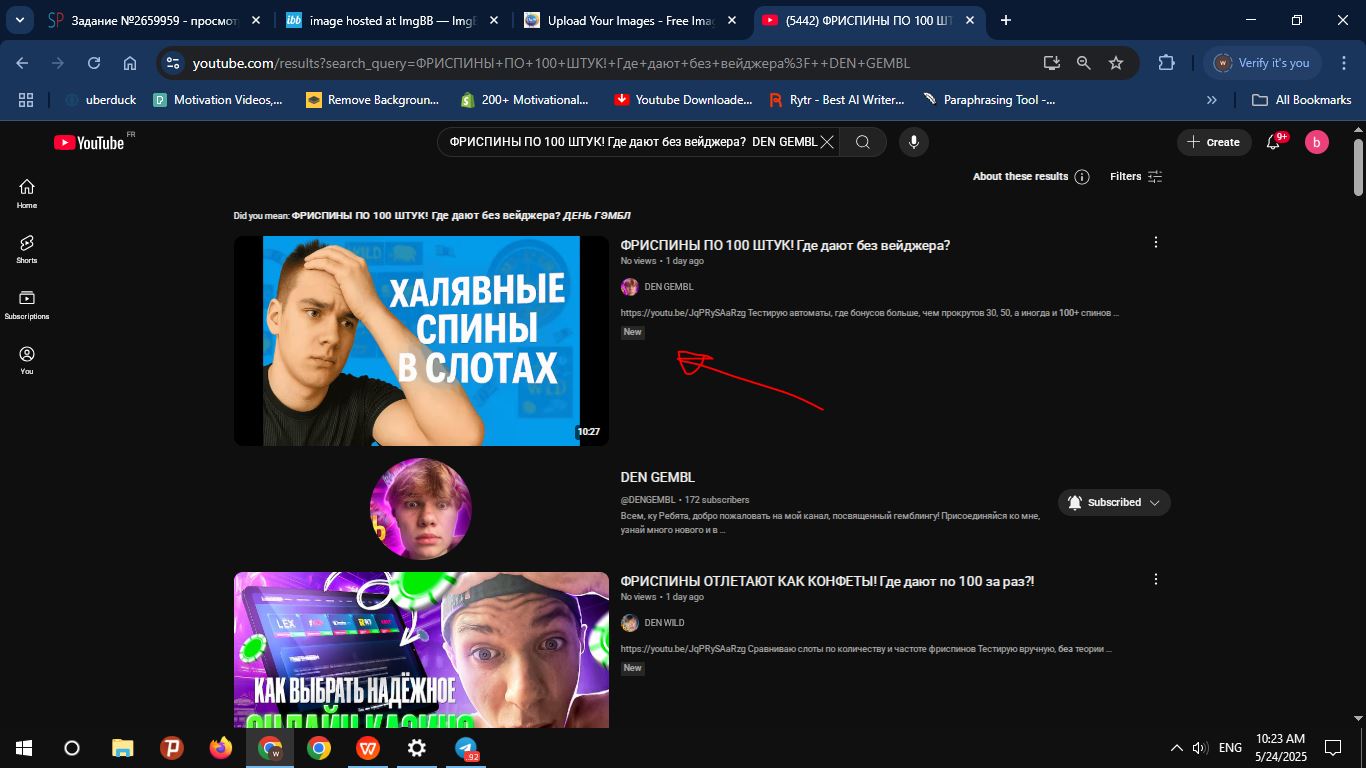 Задание №2659959 - просмот
image hosted at ImgBB — ImgB
Upload Your Images - Free Imag
(5442) ФРИСПИНЫ ПО 100 ШТ
youtube.com/results?search_query=ФРИСПИНЫ+ПО+100+ШТУК!+Где+дают+без+вейджера%3F++DEN+GEMBL
Verify it's you
uberduck
Motivation Videos,...
Remove Backgroun...
200+ Motivational...
Youtube Downloade...
Rytr - Best AI Writer...
Paraphrasing Tool -...
All Bookmarks
YouTube FR
ФРИСПИНЫ ПО 100 ШТУК! Где дают без вейджера? DEN GEMBL
Create
9+
b
About these results
Filters
Home
Shorts
Subscriptions
You
Did you mean: ФРИСПИНЫ ПО 100 ШТУК! Где дают без вейджера? ДЕНЬ ГЭМБЛ
ХАЛЯВНЫЕ
СПИНЫ
В СЛОТАХ
10:27
ФРИСПИНЫ ПО 100 ШТУК! Где дают без вейджера?
No views • 1 day ago
DEN GEMBL
https://youtu.be/JqPRySAaRzg Тестирую автоматы, где бонусов больше, чем прокрутов 30, 50, а иногда и 100+ спинов ...
New
DEN GEMBL
@DENGEMBL • 172 subscribers
Всем, ку Ребята, добро пожаловать на мой канал, посвященный гемблингу! Присоединяйся ко мне,
узнай много нового и в ...
Subscribed
КАК ВЫБРАТЬ НАДЁЖНОЕ
ОНЛАЙН КАЗИНО
ФРИСПИНЫ ОТЛЕТАЮТ КАК КОНФЕТЫ! Где дают по 100 за раз?!
No views • 1 day ago
DEN WILD
https://youtu.be/JqPRySAaRzg Сравниваю слоты по количеству и частоте фриспинов Тестирую вручную, без теории ...
New
92
ENG
10:23 AM
5/24/2025